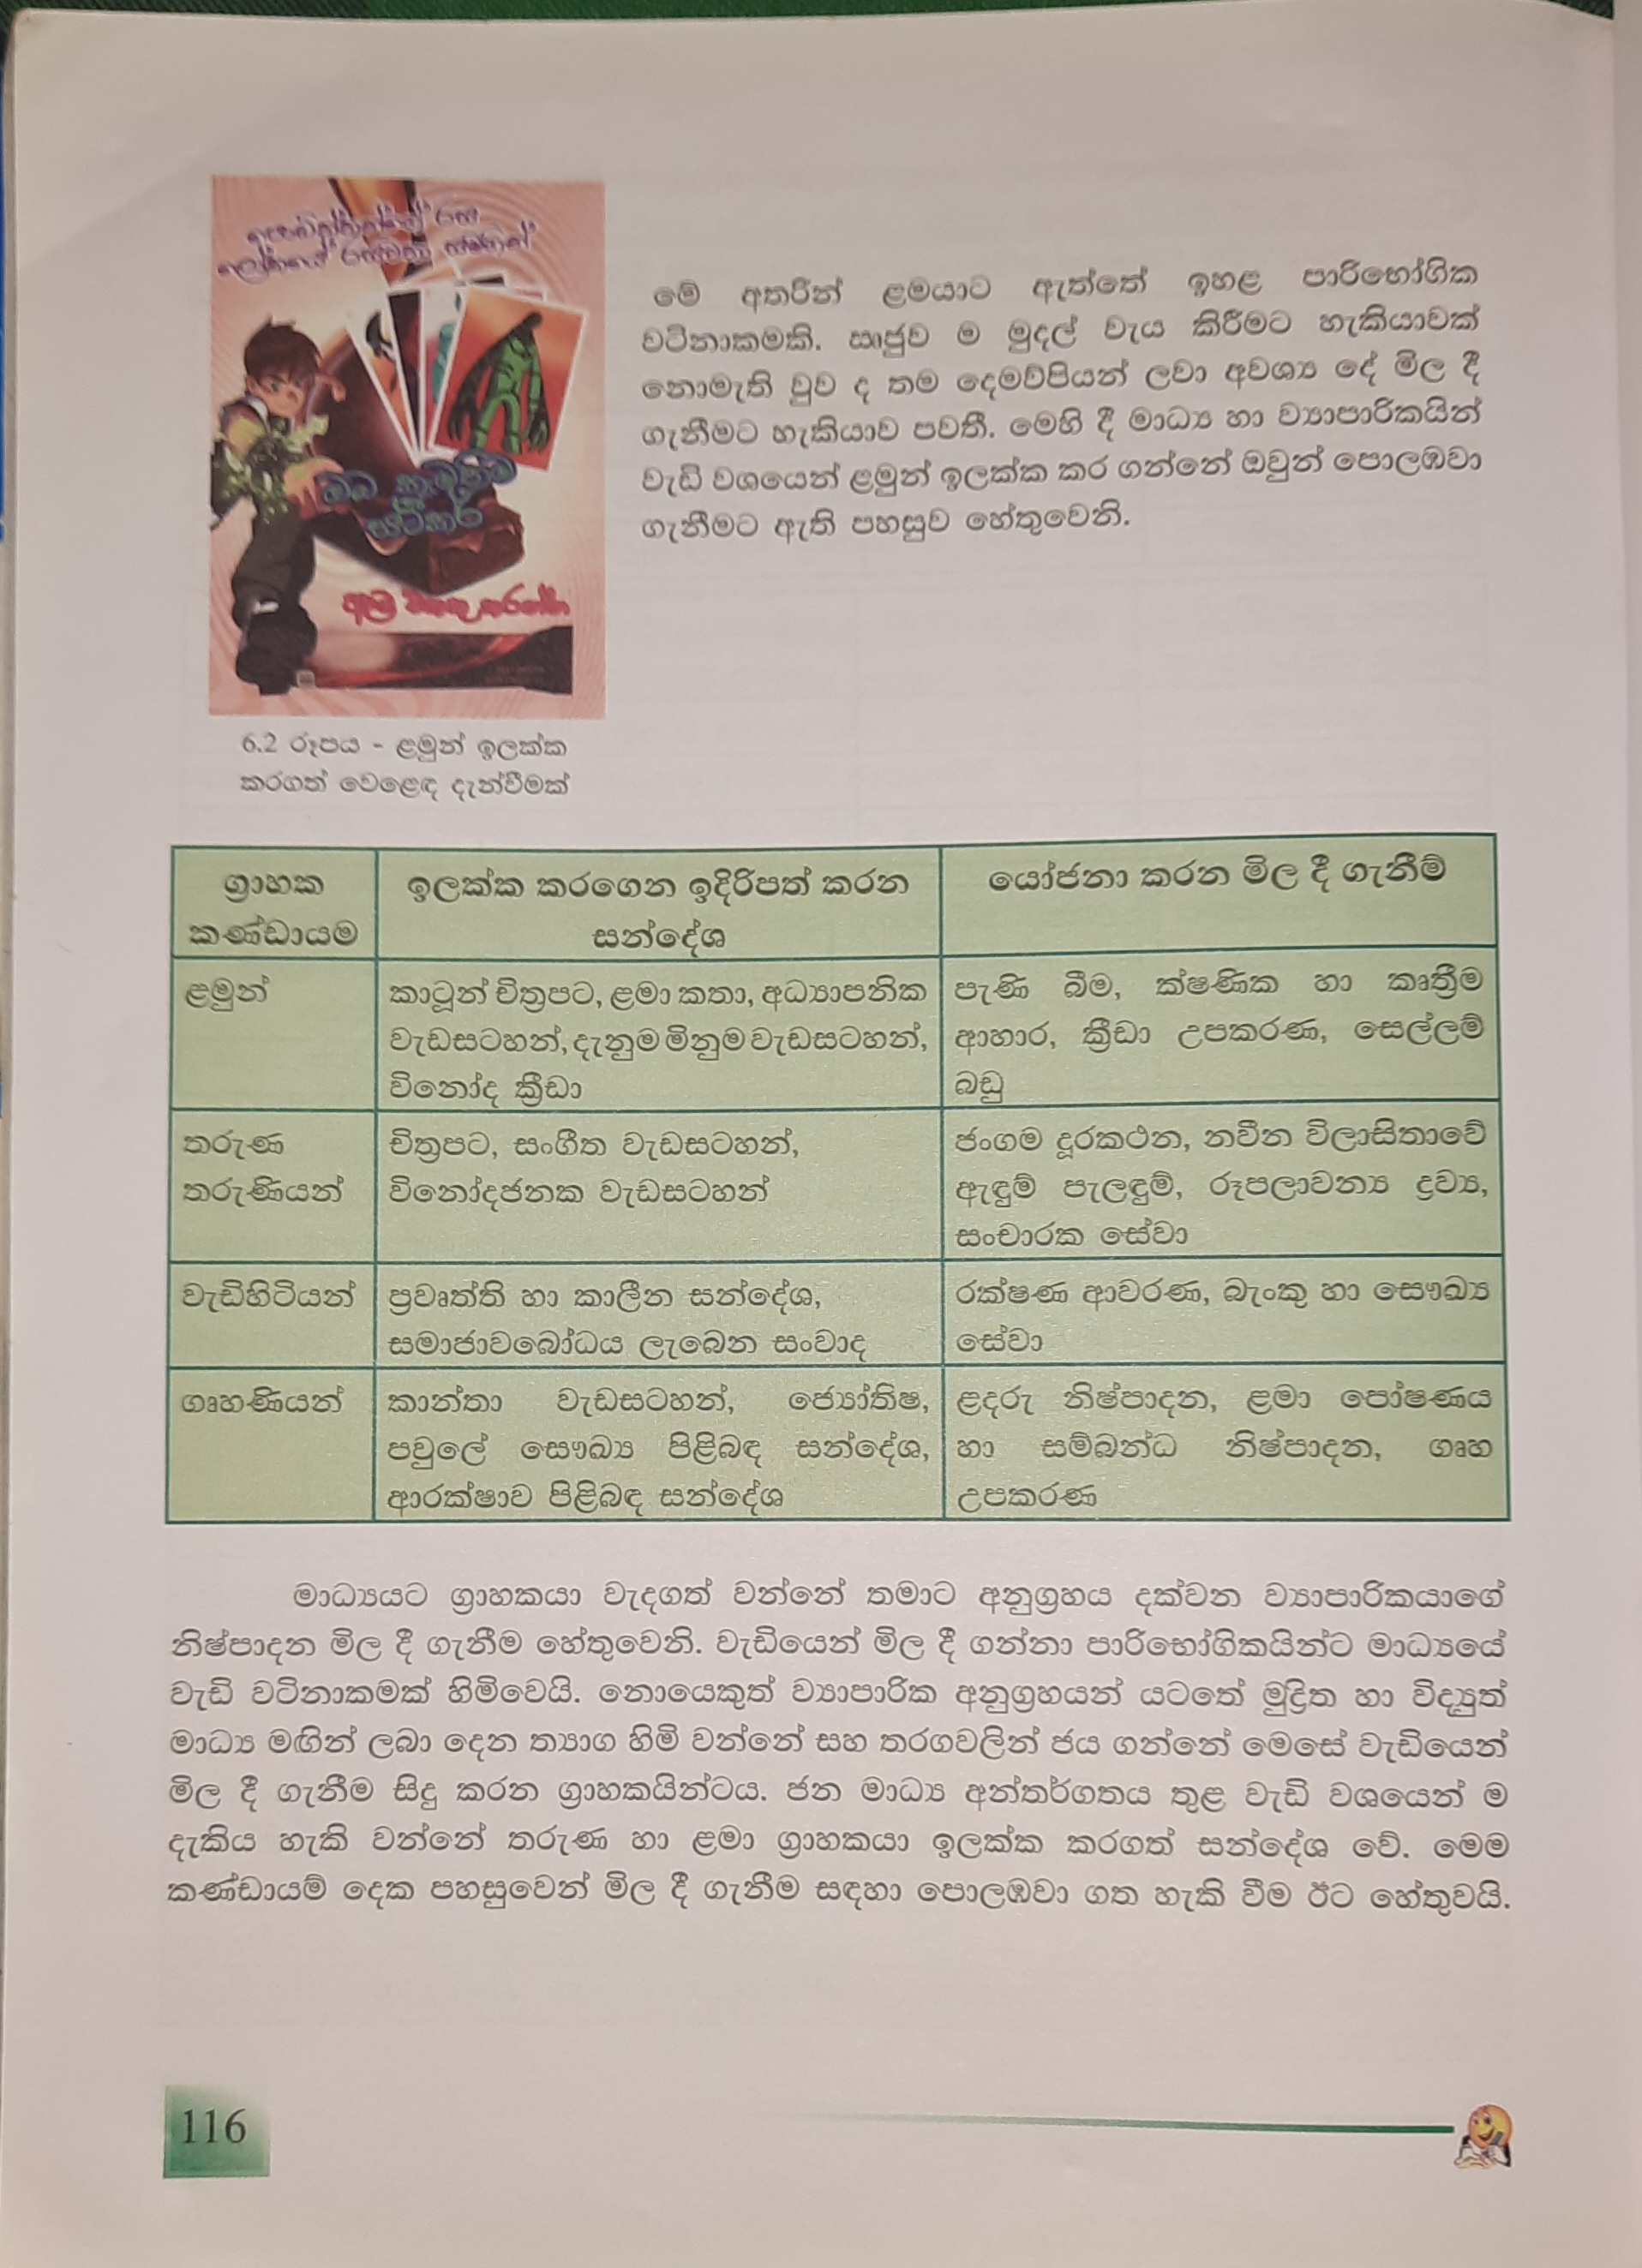 මේ අතරින් ළමයාට ඇත්තේ ඉහළ පාරිභෝගික
වටිනාකමකි. ඍජුව ම මුදල් වැය කිරීමට හැකියාවක්
නොමැති වුව ද තම දෙමව්පියන් ලවා අවශ්‍ය දේ මිල දී
ගැනීමට හැකියාව පවතී. මෙහි දී මාධ්‍ය හා ව්‍යාපාරිකයින්
වැඩි වශයෙන් ළමුන් ඉලක්ක කර ගන්නේ ඔවුන් පොලඹවා
ගැනීමට ඇති පහසුව හේතුවෙනි.
6.2 රූපය - ළමුන් ඉලක්ක
කරගත් වෙළෙඳ දැන්වීමක්
ග්‍රාහක
කණ්ඩායම
ඉලක්ක කරගෙන ඉදිරිපත් කරන
සන්දේශ
යෝජනා කරන මිල දී ගැනීම්
ළමුන්
කාටූන් චිත්‍රපට, ළමා කතා, අධ්‍යාපනික
වැඩසටහන්, දැනුම මිනුම වැඩසටහන්,
විනෝද ක්‍රීඩා
පැණි බීම, ක්ෂණික හා කෘත්‍රීම
ආහාර, ක්‍රීඩා උපකරණ, සෙල්ලම්
බඩු
තරුණ
තරුණියන්
චිත්‍රපට, සංගීත වැඩසටහන්,
විනෝදජනක වැඩසටහන්
ජංගම දූරකථන, නවීන විලාසිතාවේ
ඇඳුම් පැලඳුම්, රූපලාවන්‍ය ද්‍රව්‍ය,
සංචාරක සේවා
වැඩිහිටියන්
ප්‍රවෘත්ති හා කාලීන සන්දේශ,
සමාජාවබෝධය ලැබෙන සංවාද
රක්ෂණ ආවරණ, බැංකු හා සෞඛ්‍ය
සේවා
ගෘහණියන්
කාන්තා වැඩසටහන්, ජ්‍යෝතිෂ,
පවුලේ සෞඛ්‍ය පිළිබඳ සන්දේශ,
ආරක්ෂාව පිළිබඳ සන්දේශ
ළදරු නිෂ්පාදන, ළමා පෝෂණය
හා සම්බන්ධ නිෂ්පාදන, ගෘහ
උපකරණ
මාධ්‍යයට ග්‍රාහකයා වැදගත් වන්නේ තමාට අනුග්‍රහය දක්වන ව්‍යාපාරිකයාගේ
නිෂ්පාදන මිල දී ගැනීම හේතුවෙනි. වැඩියෙන් මිල දී ගන්නා පාරිභෝගිකයින්ට මාධ්‍යයේ
වැඩි වටිනාකමක් හිමිවෙයි. නොයෙකුත් ව්‍යාපාරික අනුග්‍රහයන් යටතේ මුද්‍රිත හා විද්‍යුත්
මාධ්‍ය මඟින් ලබා දෙන ත්‍යාග හිමි වන්නේ සහ තරගවලින් ජය ගන්නේ මෙසේ වැඩියෙන්
මිල දී ගැනීම සිදු කරන ග්‍රාහකයින්ටය. ජන මාධ්‍ය අන්තර්ගතය තුළ වැඩි වශයෙන් ම
දැකිය හැකි වන්නේ තරුණ හා ළමා ග්‍රාහකයා ඉලක්ක කරගත් සන්දේශ වේ. මෙම
කණ්ඩායම් දෙක පහසුවෙන් මිල දී ගැනීම සඳහා පොලඹවා ගත හැකි වීම ඊට හේතුවයි.
116